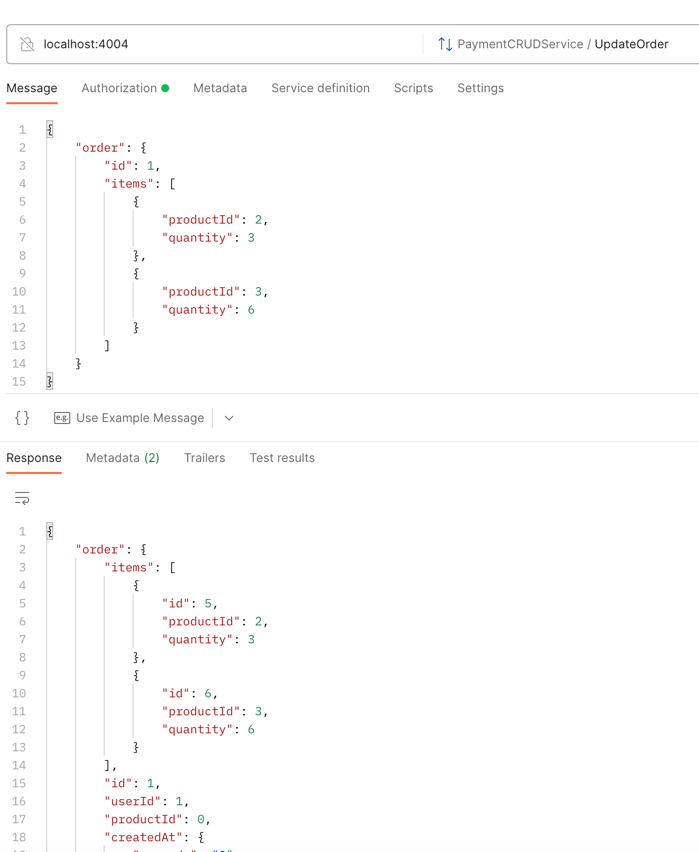 localhost:4004 PaymentCRUDService / UpdateOrder
Message Authorization Metadata Service definition Scripts Settings
1 {
2 "order": {
3 "id": 1,
4 "items": [
5 {
6 "productId": 2,
7 "quantity": 3
8 },
9 {
10 "productId": 3,
11 "quantity": 6
12 }
13 ]
14 }
15 }
{} e.g. Use Example Message
Response Metadata (2) Trailers Test results
1 {
2 "order": {
3 "items": [
4 {
5 "id": 5,
6 "productId": 2,
7 "quantity": 3
8 },
9 {
10 "id": 6,
11 "productId": 3,
12 "quantity": 6
13 }
14 ],
15 "id": 1,
16 "userId": 1,
17 "productId": 0,
18 "createdAt": {